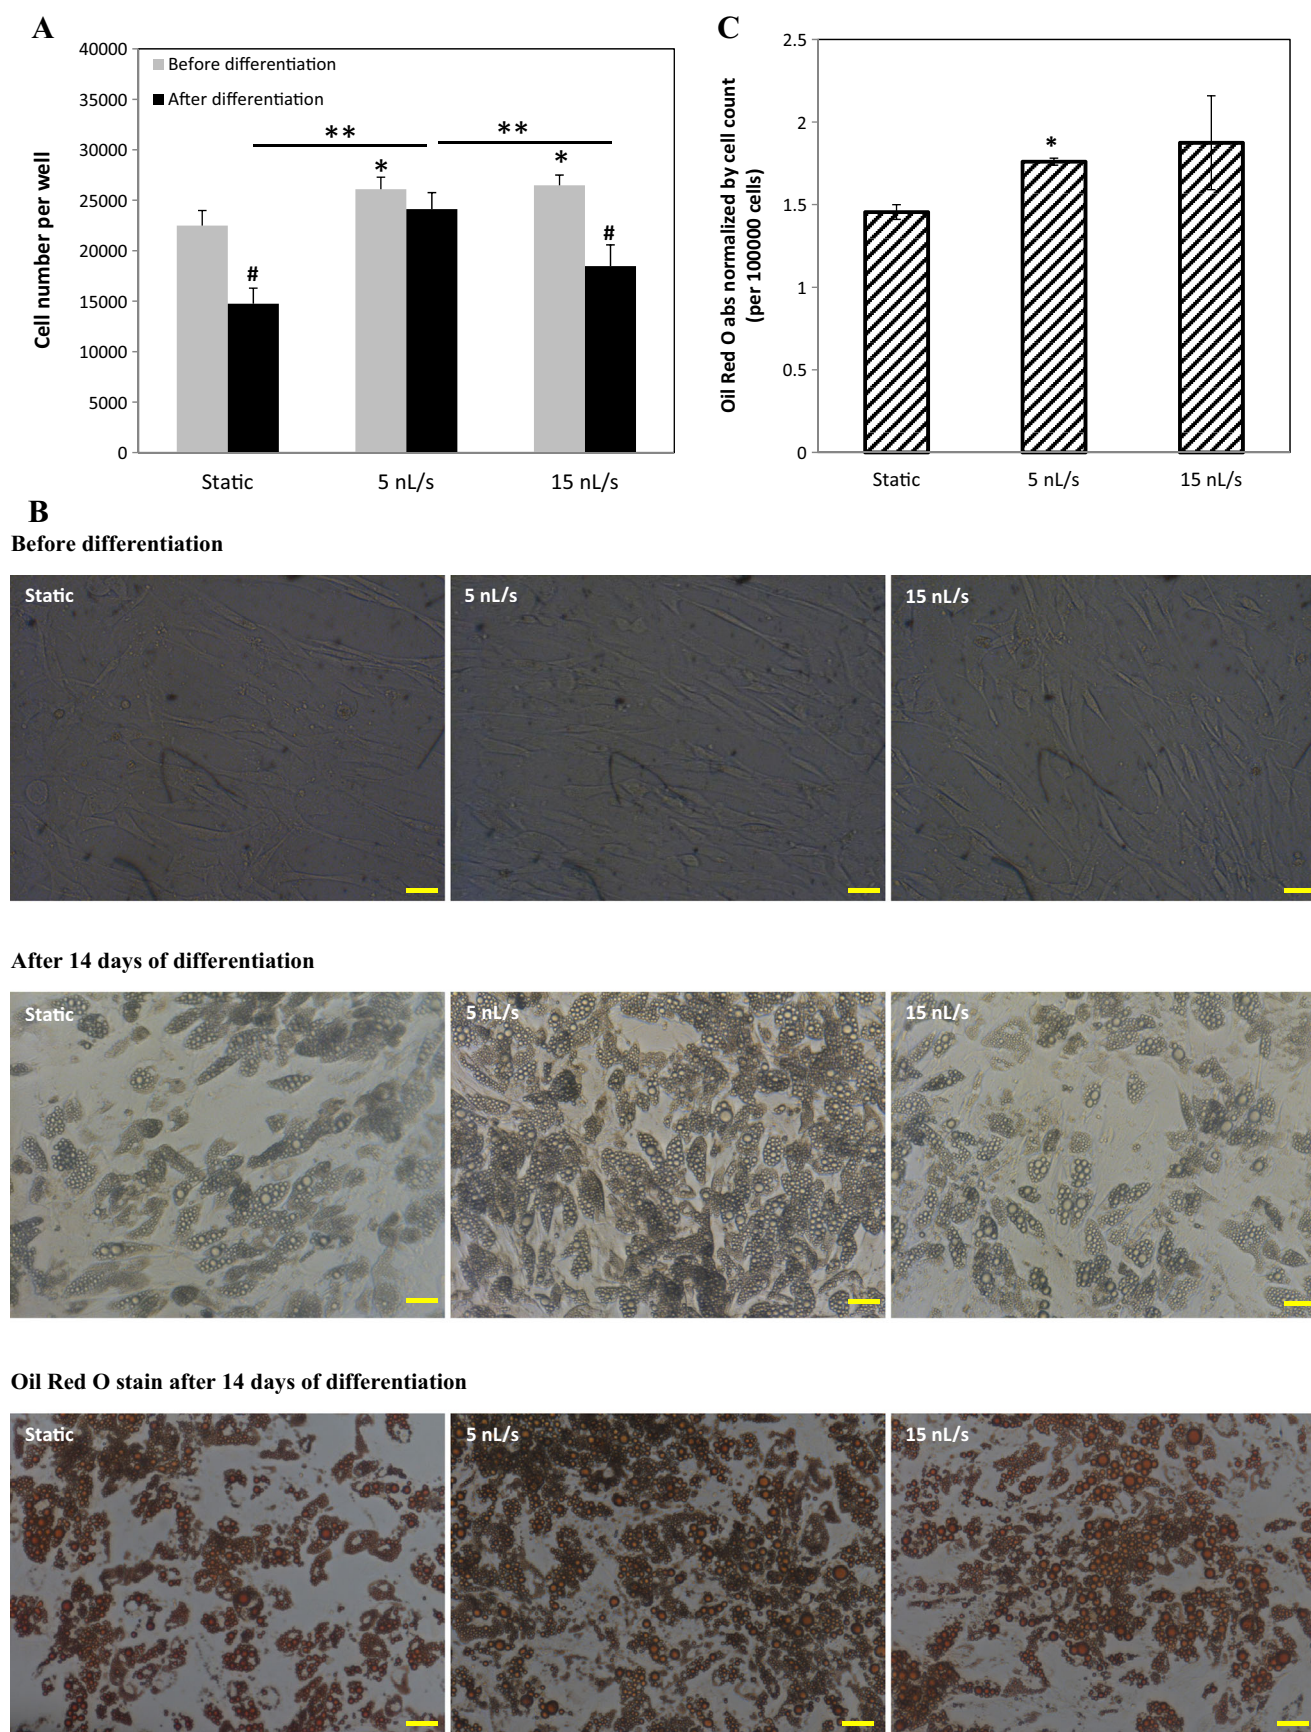 A
40000
35000
30000
25000
20000
15000
10000
5000
0
Cell number per well
Before differentiation
After differentiation
**
**
*
*
#
#
Static
5 nL/s
15 nL/s
C
2.5
2
1.5
1
0.5
0
Oil Red O abs normalized by cell count
(per 100000 cells)
*
Static
5 nL/s
15 nL/s
B
Before differentiation
Static
5 nL/s
15 nL/s
After 14 days of differentiation
Static
5 nL/s
15 nL/s
Oil Red O stain after 14 days of differentiation
Static
5 nL/s
15 nL/s